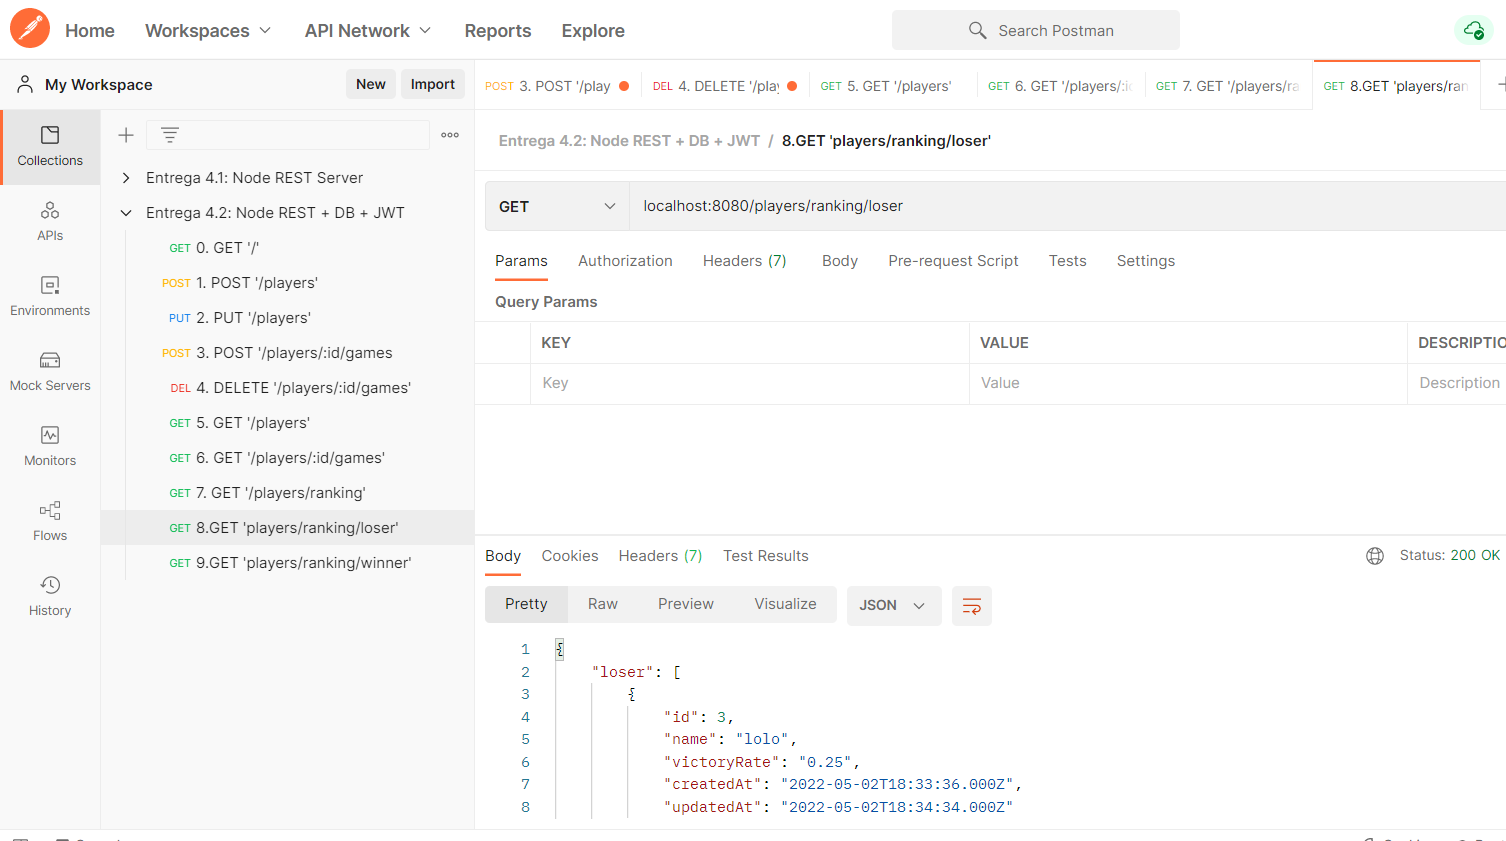 Home Workspaces API Network Reports Explore Search Postman
My Workspace New Import
POST 3. POST '/play DEL 4. DELETE '/play GET 5. GET '/players' GET 6. GET '/players/:id GET 7. GET '/players/ra GET 8.GET 'players/ran
Collections
APIs
Environments
Mock Servers
Monitors
Flows
History
Entrega 4.1: Node REST Server
Entrega 4.2: Node REST + DB + JWT
GET 0. GET '/'
POST 1. POST '/players'
PUT 2. PUT '/players'
POST 3. POST '/players/:id/games
DEL 4. DELETE '/players/:id/games'
GET 5. GET '/players'
GET 6. GET '/players/:id/games'
GET 7. GET '/players/ranking'
GET 8.GET 'players/ranking/loser'
GET 9.GET 'players/ranking/winner'
Entrega 4.2: Node REST + DB + JWT / 8.GET 'players/ranking/loser'
GET localhost:8080/players/ranking/loser
Params Authorization Headers (7) Body Pre-request Script Tests Settings
Query Params
KEY VALUE DESCRIPTIO
Key Value Description
Body Cookies Headers (7) Test Results Status: 200 OK
Pretty Raw Preview Visualize JSON
1 {
2 "loser": [
3 {
4 "id": 3,
5 "name": "lolo",
6 "victoryRate": "0.25",
7 "createdAt": "2022-05-02T18:33:36.000Z",
8 "updatedAt": "2022-05-02T18:34:34.000Z"